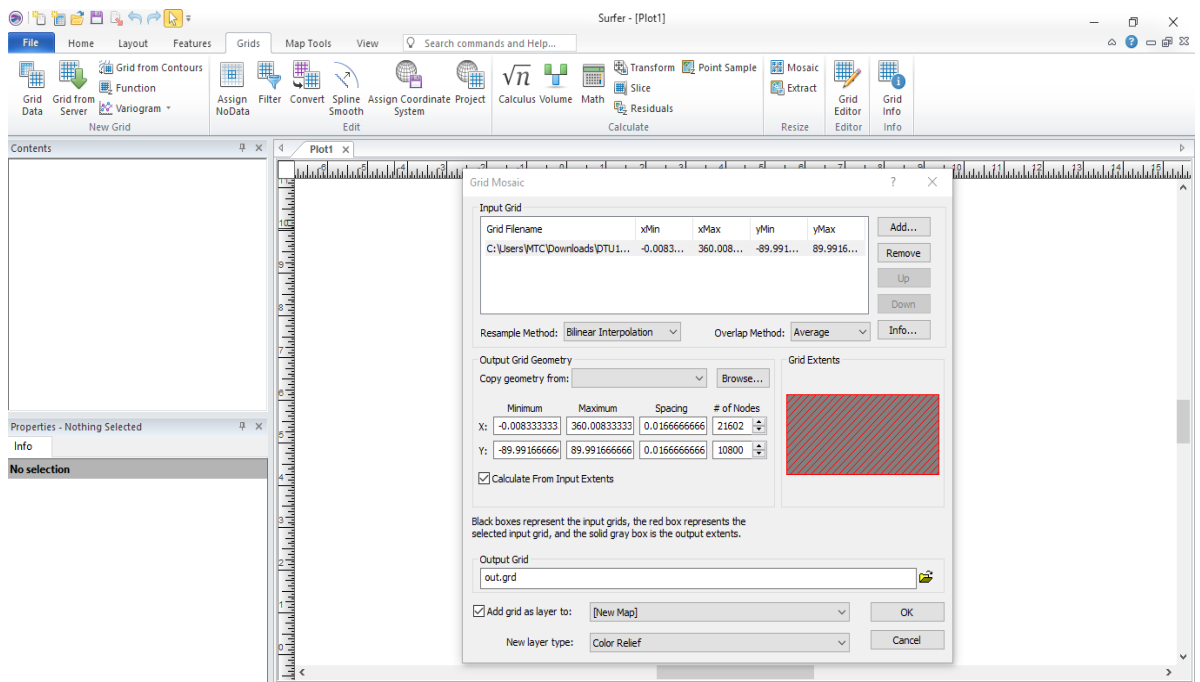 Surfer - [Plot1]
File Home Layout Features Grids Map Tools View Search commands and Help...
Grid Data
Grid from Server
Grid from Contours
Function
Variogram
New Grid
Assign NoData
Filter
Convert
Spline Smooth
Assign Coordinate System
Project
Edit
Calculus
Volume
Math
Transform
Slice
Residuals
Point Sample
Calculate
Mosaic
Extract
Resize
Grid Editor
Editor
Grid Info
Info
Contents
Plot1
Properties - Nothing Selected
Info
No selection
Grid Mosaic
Input Grid
Grid Filename xMin xMax yMin yMax
C:\Users\MTC\Downloads\DTU1... -0.0083... 360.008... -89.991... 89.9916...
Add...
Remove
Up
Down
Info...
Resample Method: Bilinear Interpolation Overlap Method: Average
Output Grid Geometry
Copy geometry from: Browse...
Minimum Maximum Spacing # of Nodes
X: -0.008333333 360.00833333 0.0166666666 21602
Y: -89.99166666 89.991666666 0.0166666666 10800
Calculate From Input Extents
Grid Extents
Black boxes represent the input grids, the red box represents the
selected input grid, and the solid gray box is the output extents.
Output Grid
out.grd
Add grid as layer to: [New Map]
New layer type: Color Relief
OK
Cancel